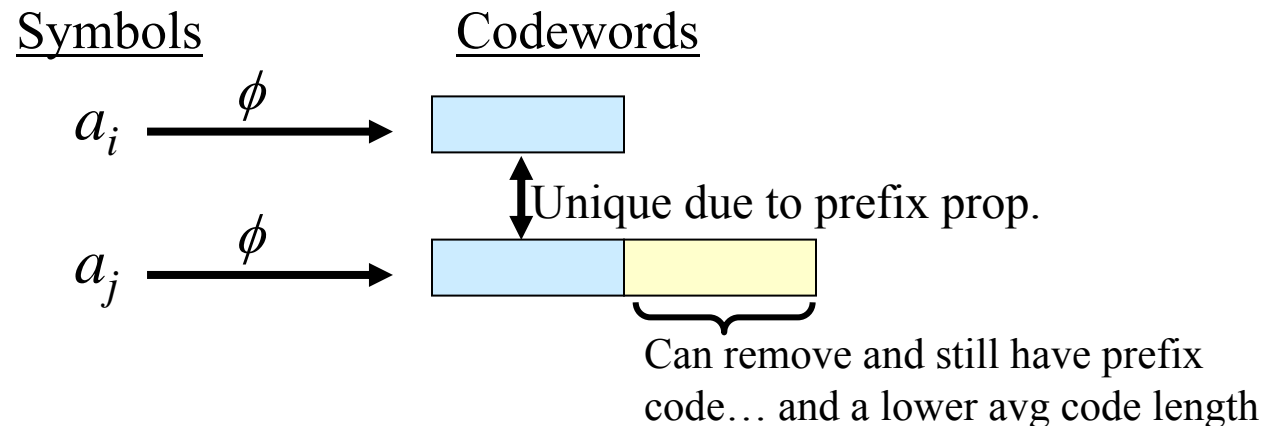 Symbols Codewords
ϕ
a_i
Unique due to prefix prop.
ϕ
a_j
Can remove and still have prefix
code… and a lower avg code length